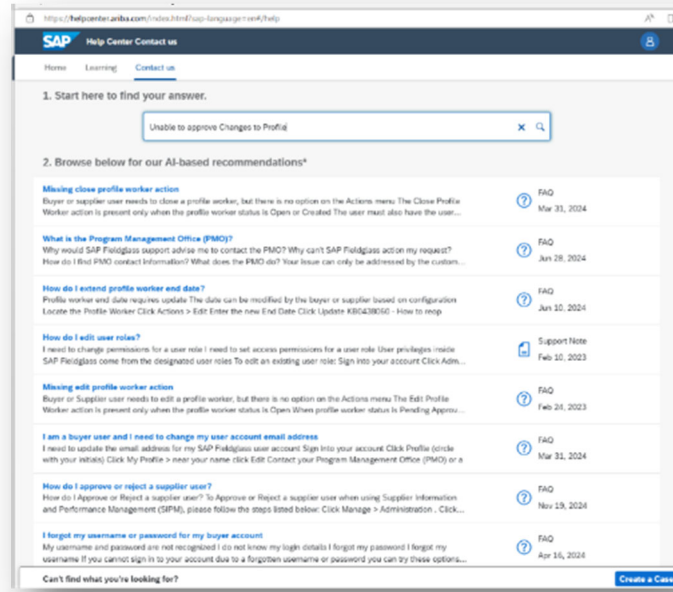 https://helpcenter.ariba.com/index.html?sap-language=en#/help
SAP Help Center Contact us
Home Learning Contact us
1. Start here to find your answer.
Unable to approve Changes to Profile
2. Browse below for our AI-based recommendations*
Missing close profile worker action
Buyer or supplier user needs to close a profile worker, but there is no option on the Actions menu The Close Profile
Worker action is present only when the profile worker status is Open or Created The user must also have the user...
FAQ
Mar 31, 2024
What is the Program Management Office (PMO)?
Why would SAP Fieldglass support advise me to contact the PMO? Why can't SAP Fieldglass action my request?
How do I find PMO contact information? What does the PMO do? Your issue can only be addressed by the custom...
FAQ
Jun 28, 2024
How do I extend profile worker end date?
Profile worker end date requires update The date can be modified by the buyer or supplier based on configuration
Locate the Profile Worker Click Actions > Edit Enter the new End Date Click Update KB0438060 - How to reop
FAQ
Jun 10, 2024
How do I edit user roles?
I need to change permissions for a user role I need to set access permissions for a user role User privileges inside
SAP Fieldglass come from the designated user roles To edit an existing user role: Sign into your account Click Adm...
Support Note
Feb 10, 2023
Missing edit profile worker action
Buyer or Supplier user needs to edit a profile worker, but there is no option on the Actions menu The Edit Profile
Worker action is present only when the profile worker status is Open When profile worker status is Pending Approv...
FAQ
Feb 24, 2023
I am a buyer user and I need to change my user account email address
I need to update the email address for my SAP Fieldglass user account Sign into your account Click Profile (circle
with your initials) Click My Profile > near your name click Edit Contact your Program Management Office (PMO) or a
FAQ
Mar 31, 2024
How do I approve or reject a supplier user?
How do I Approve or Reject a supplier user? To Approve or Reject a supplier user when using Supplier Information
and Performance Management (SIPM), please follow the steps listed below: Click Manage > Administration . Click...
FAQ
Nov 19, 2024
I forgot my username or password for my buyer account
My username and password are not recognized I do not know my login details I forgot my password I forgot my
username If you cannot sign in to your account due to a forgotten username or password you can try these options...
FAQ
Apr 16, 2024
Can't find what you're looking for?
Create a Case